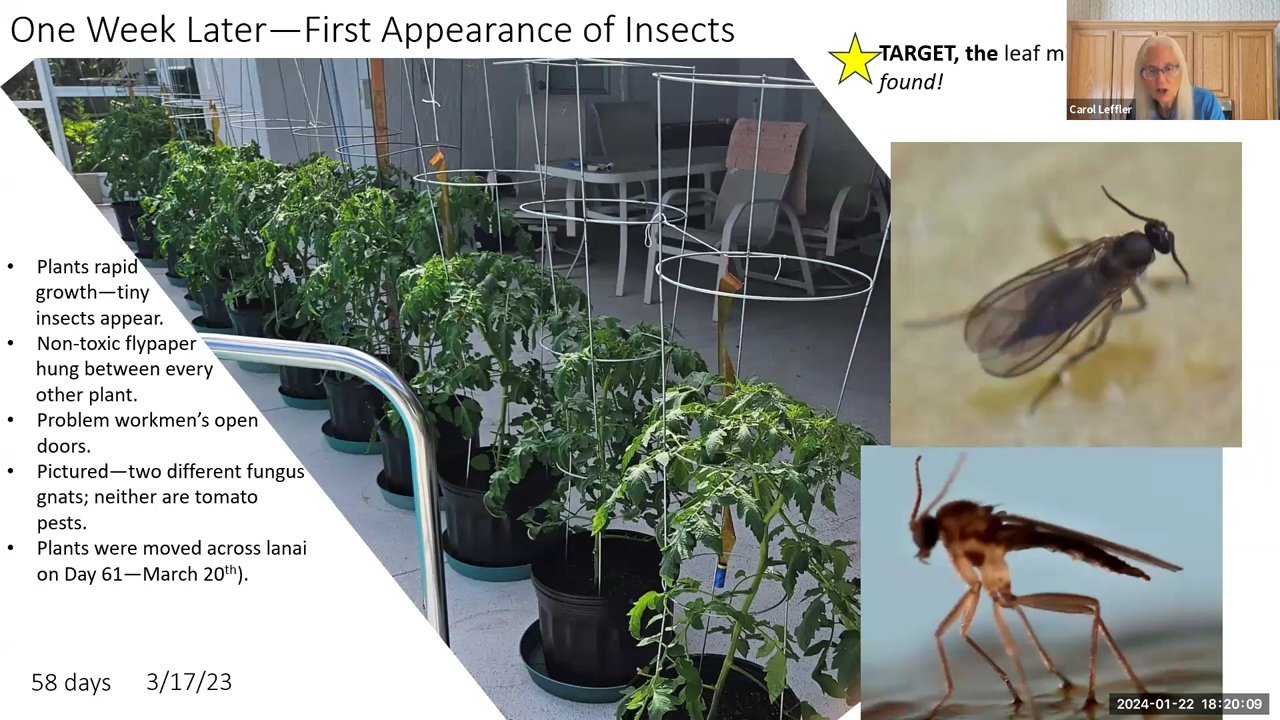 One Week Later—First Appearance of Insects
TARGET, the leaf m
found!
Carol Leffler
• Plants rapid
growth—tiny
insects appear.
• Non-toxic flypaper
hung between every
other plant.
• Problem workmen’s open
doors.
• Pictured—two different fungus
gnats; neither are tomato
pests.
• Plants were moved across lanai
on Day 61—March 20th).
58 days 3/17/23
2024-01-22 18:20:09